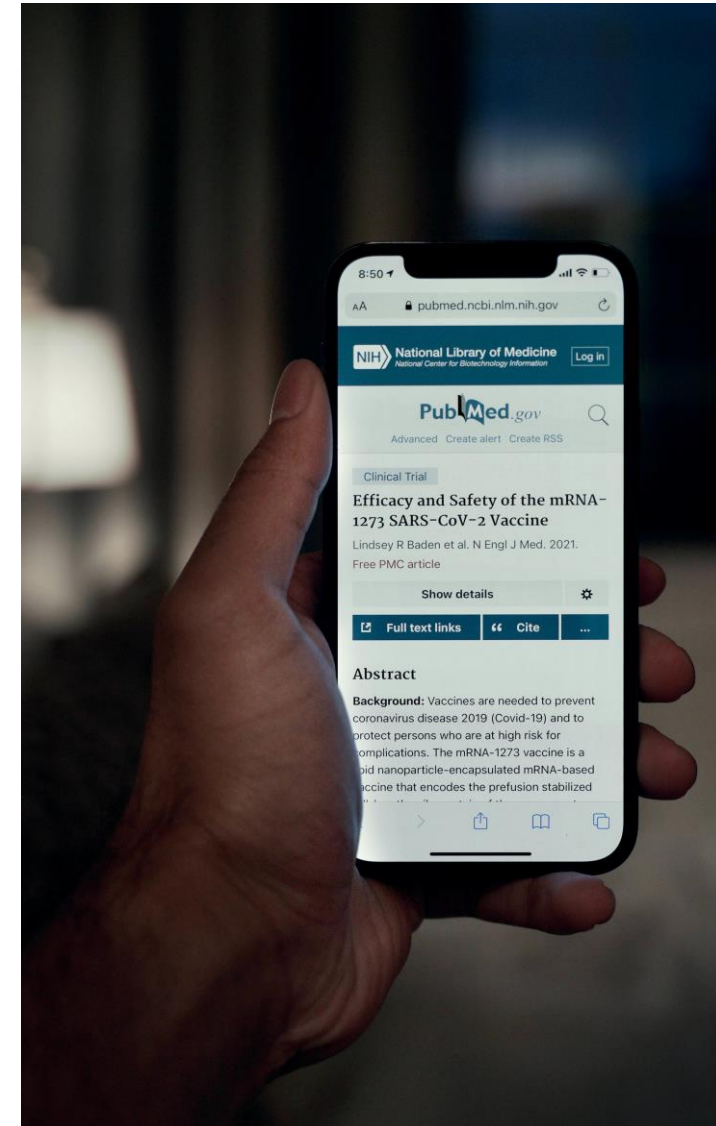 8:50
AA pubmed.ncbi.nlm.nih.gov
NIH National Library of Medicine Log in
National Center for Biotechnology Information
PubMed.gov
Advanced Create alert Create RSS
Clinical Trial
Efficacy and Safety of the mRNA-
1273 SARS-CoV-2 Vaccine
Lindsey R Baden et al. N Engl J Med. 2021.
Free PMC article
Show details
Full text links Cite ...
Abstract
Background: Vaccines are needed to prevent
coronavirus disease 2019 (Covid-19) and to
protect persons who are at high risk for
complications. The mRNA-1273 vaccine is a
nanoparticle-encapsulated mRNA-based
vaccine that encodes the prefusion stabilized